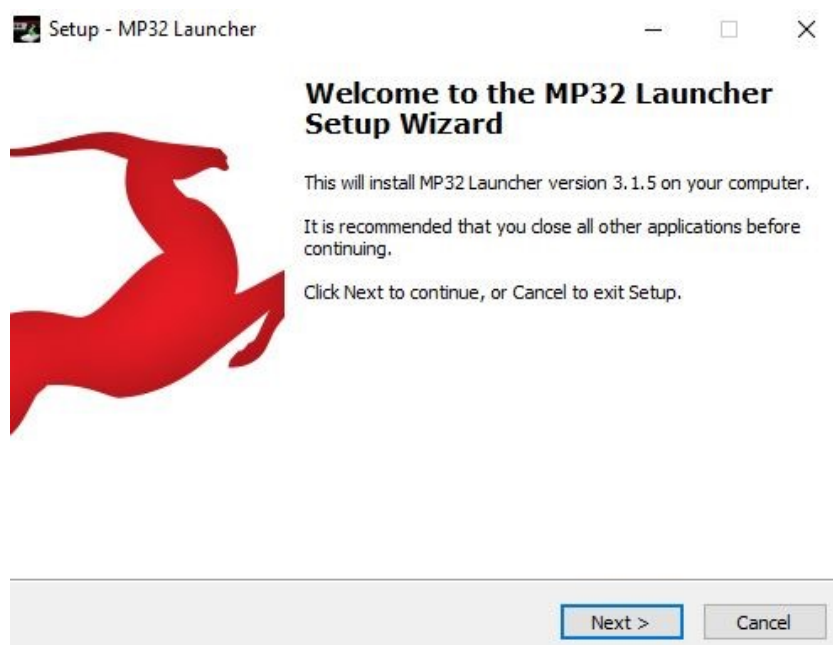 Setup - MP32 Launcher
Welcome to the MP32 Launcher
Setup Wizard
This will install MP32 Launcher version 3.1.5 on your computer.
It is recommended that you close all other applications before
continuing.
Click Next to continue, or Cancel to exit Setup.
Next >
Cancel